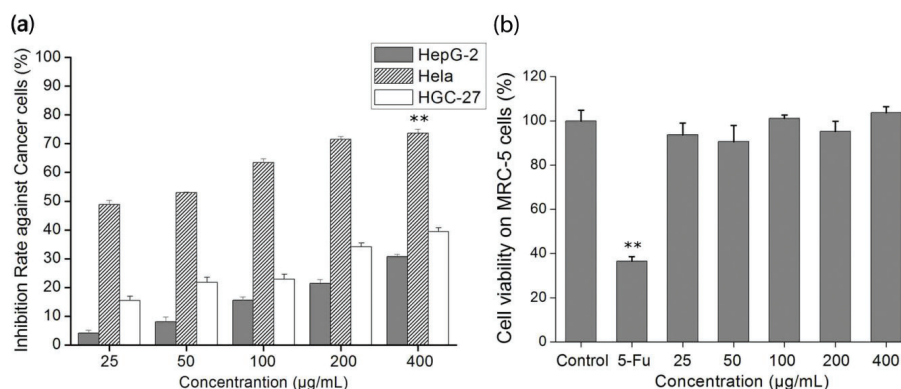 (a)
Inhibition Rate against Cancer cells (%)
100
90
80
70
60
50
40
30
20
10
0
HepG-2
Hela
HGC-27
**
25 50 100 200 400
Concentrantion (μg/mL)
(b)
Cell viability on MRC-5 cells (%)
120
100
80
60
40
20
0
**
Control 5-Fu 25 50 100 200 400
Concentration (μg/mL)